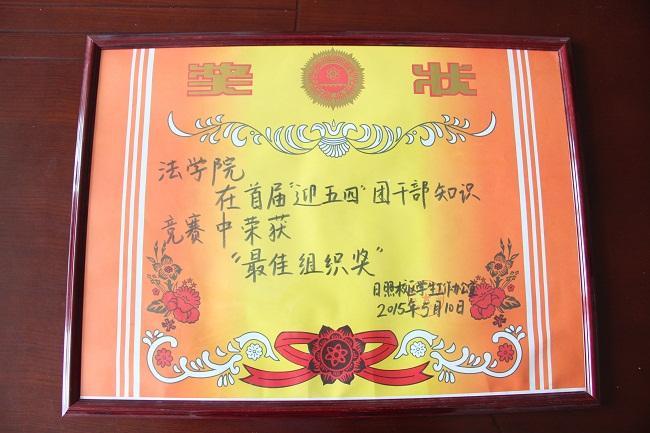 奖 状
法学院
在首届"迎五四"团干部知识
竞赛中荣获
"最佳组织奖"
日照校区学生工作办公室
2015年5月10日